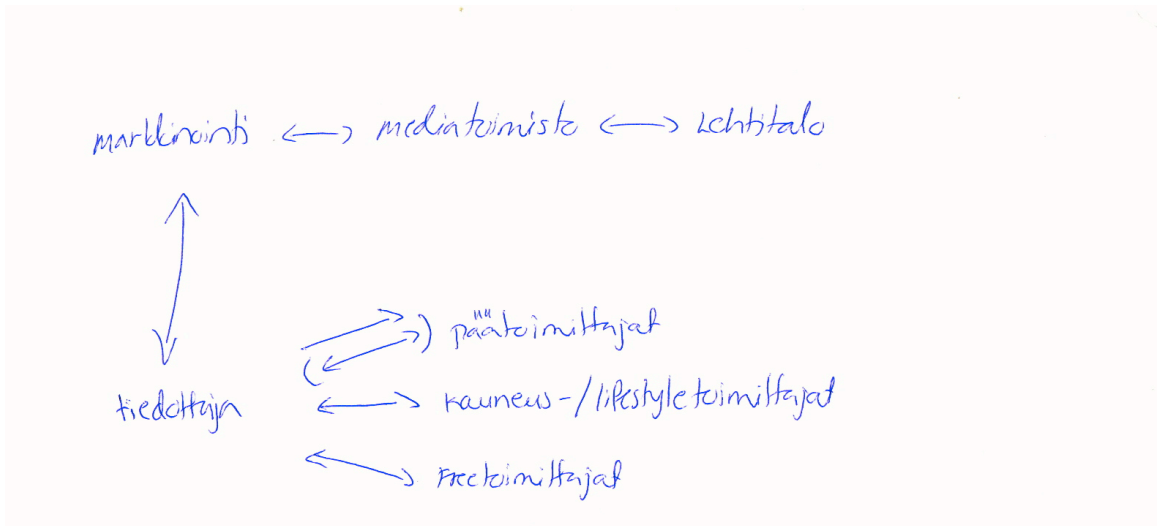 markkinointi ⟷ mediatoimisto ⟷ Lehtitalo
päätoimittajat
tiedottaja ⟷ kauneus-/lifestyletoimittajat
Freetoimittajat